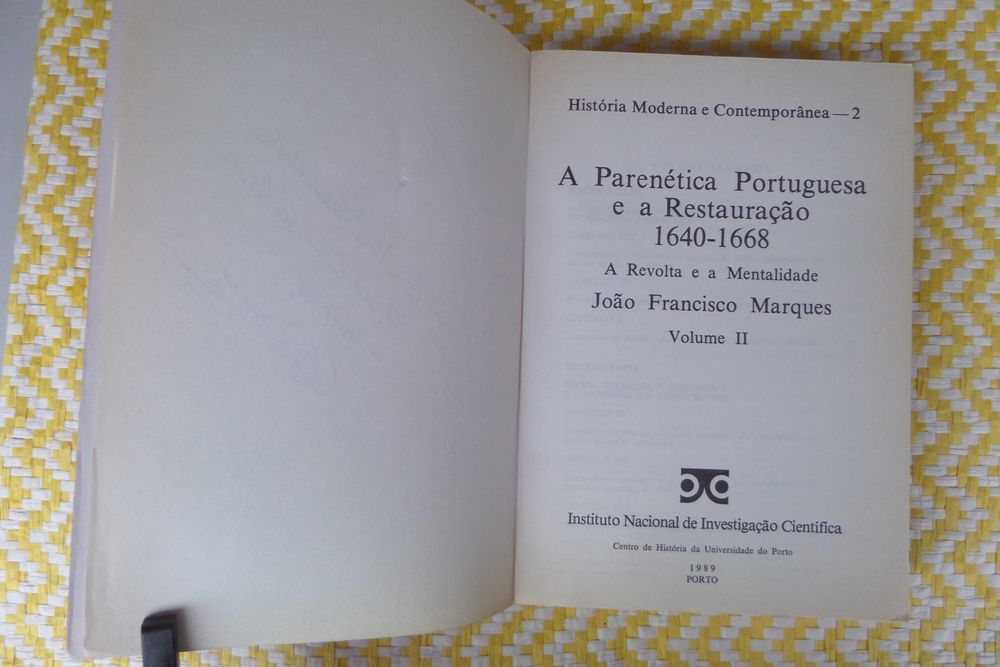 História Moderna e Contemporânea — 2
A Parenética Portuguesa
e a Restauração
1640-1668
A Revolta e a Mentalidade
João Francisco Marques
Volume II
Instituto Nacional de Investigação Científica
Centro de História da Universidade do Porto
1989
PORTO